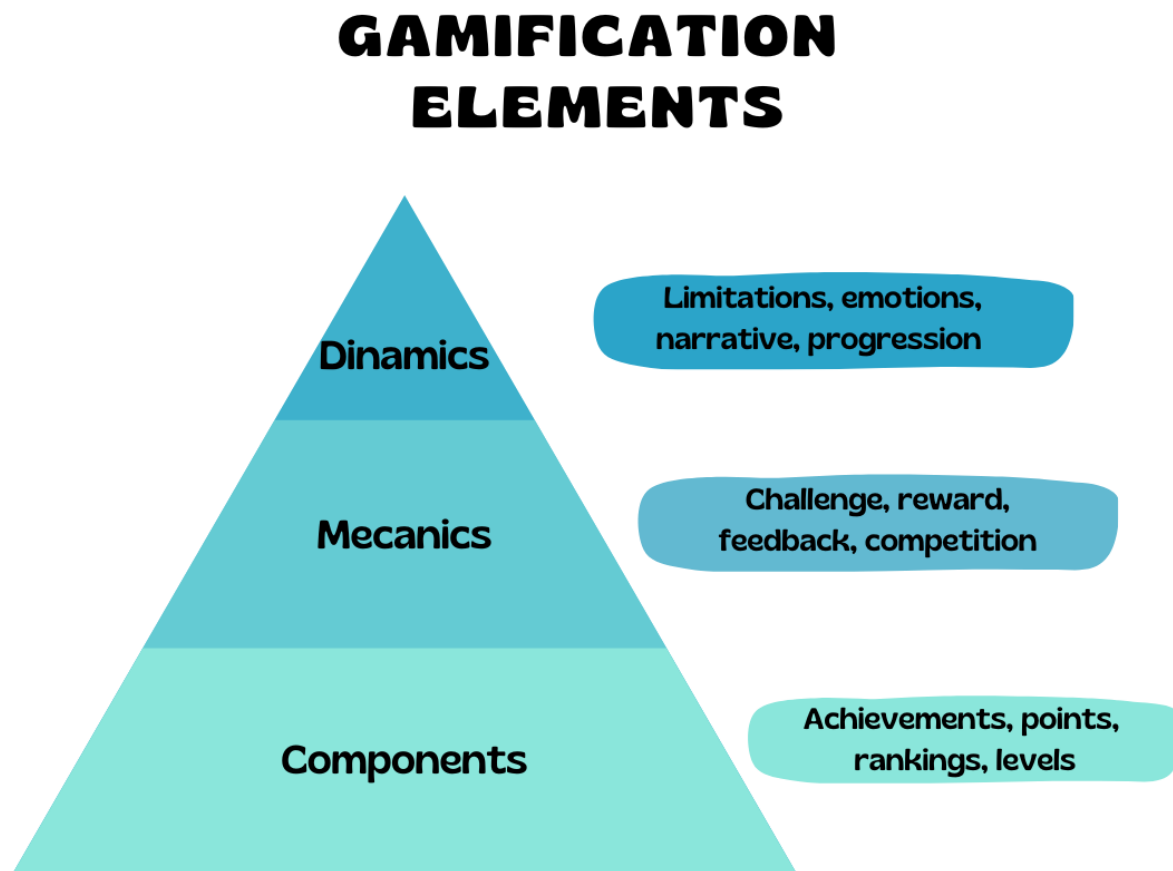 GAMIFICATION
ELEMENTS
Dinamics
Limitations, emotions,
narrative, progression
Mecanics
Challenge, reward,
feedback, competition
Components
Achievements, points,
rankings, levels